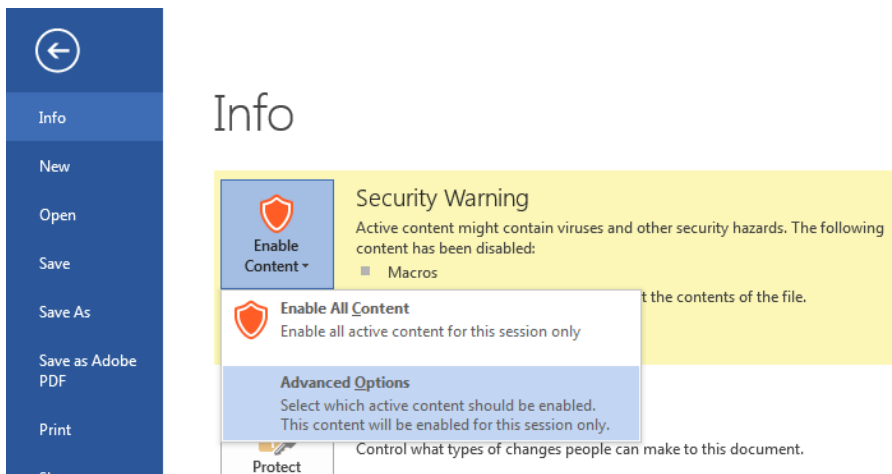 Info
New
Open
Save
Save As
Save as Adobe
PDF
Print
Info
Enable
Content
Security Warning
Active content might contain viruses and other security hazards. The following
content has been disabled:
Macros
t the contents of the file.
Enable All Content
Enable all active content for this session only
Advanced Options
Select which active content should be enabled.
This content will be enabled for this session only.
Protect
Control what types of changes people can make to this document.